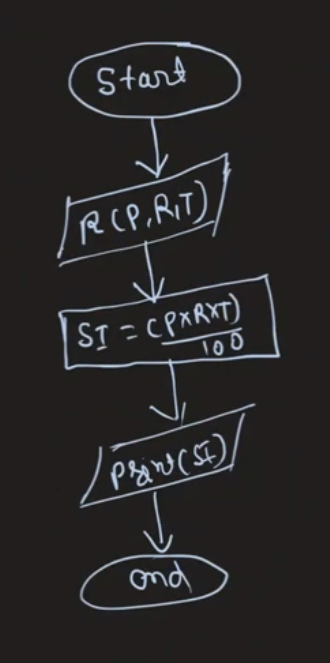 Start
R(P,R,T)
SI = (P×R×T)
100
print(SI)
end